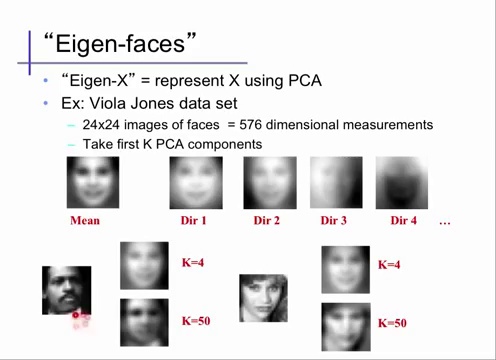 “Eigen-faces”
“Eigen-X” = represent X using PCA
Ex: Viola Jones data set
24x24 images of faces = 576 dimensional measurements
Take first K PCA components
Mean Dir 1 Dir 2 Dir 3 Dir 4 ...
K=4 K=4
K=50 K=50